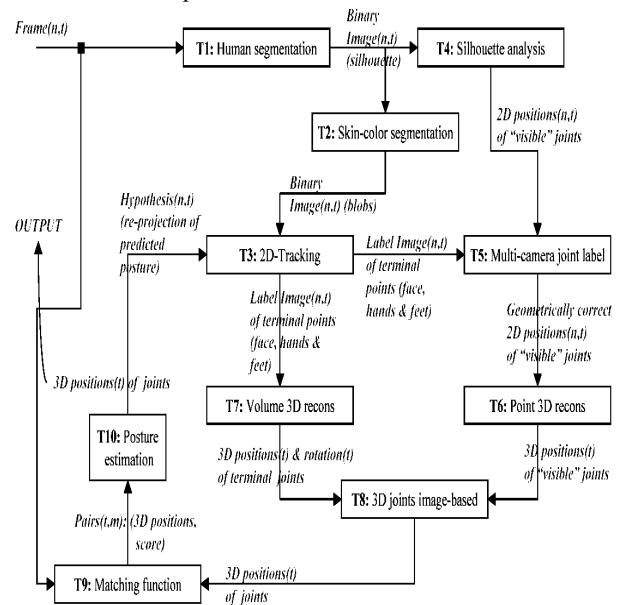 Frame(n,t)
Binary
Image(n,t)
(silhouette)
T1: Human segmentation
T4: Silhouette analysis
T2: Skin-color segmentation
2D positions(n,t)
of "visible" joints
Binary
Image(n,t) (blobs)
Hypothesis(n,t)
(re-projection of
predicted
posture)
OUTPUT
T3: 2D-Tracking
Label Image(n,t)
of terminal
points (face,
hands & feet)
T5: Multi-camera joint label
Label Image(n,t)
of terminal points
(face, hands &
feet)
Geometrically correct
2D positions(n,t)
of "visible" joints
3D positions(t) of joints
T7: Volume 3D recons
T6: Point 3D recons
T10: Posture
estimation
3D positions(t) & rotation(t)
of terminal joints
3D positions(t)
of "visible" joints
T8: 3D joints image-based
Pairs(t,m): (3D positions,
score)
T9: Matching function
3D positions(t)
of joints